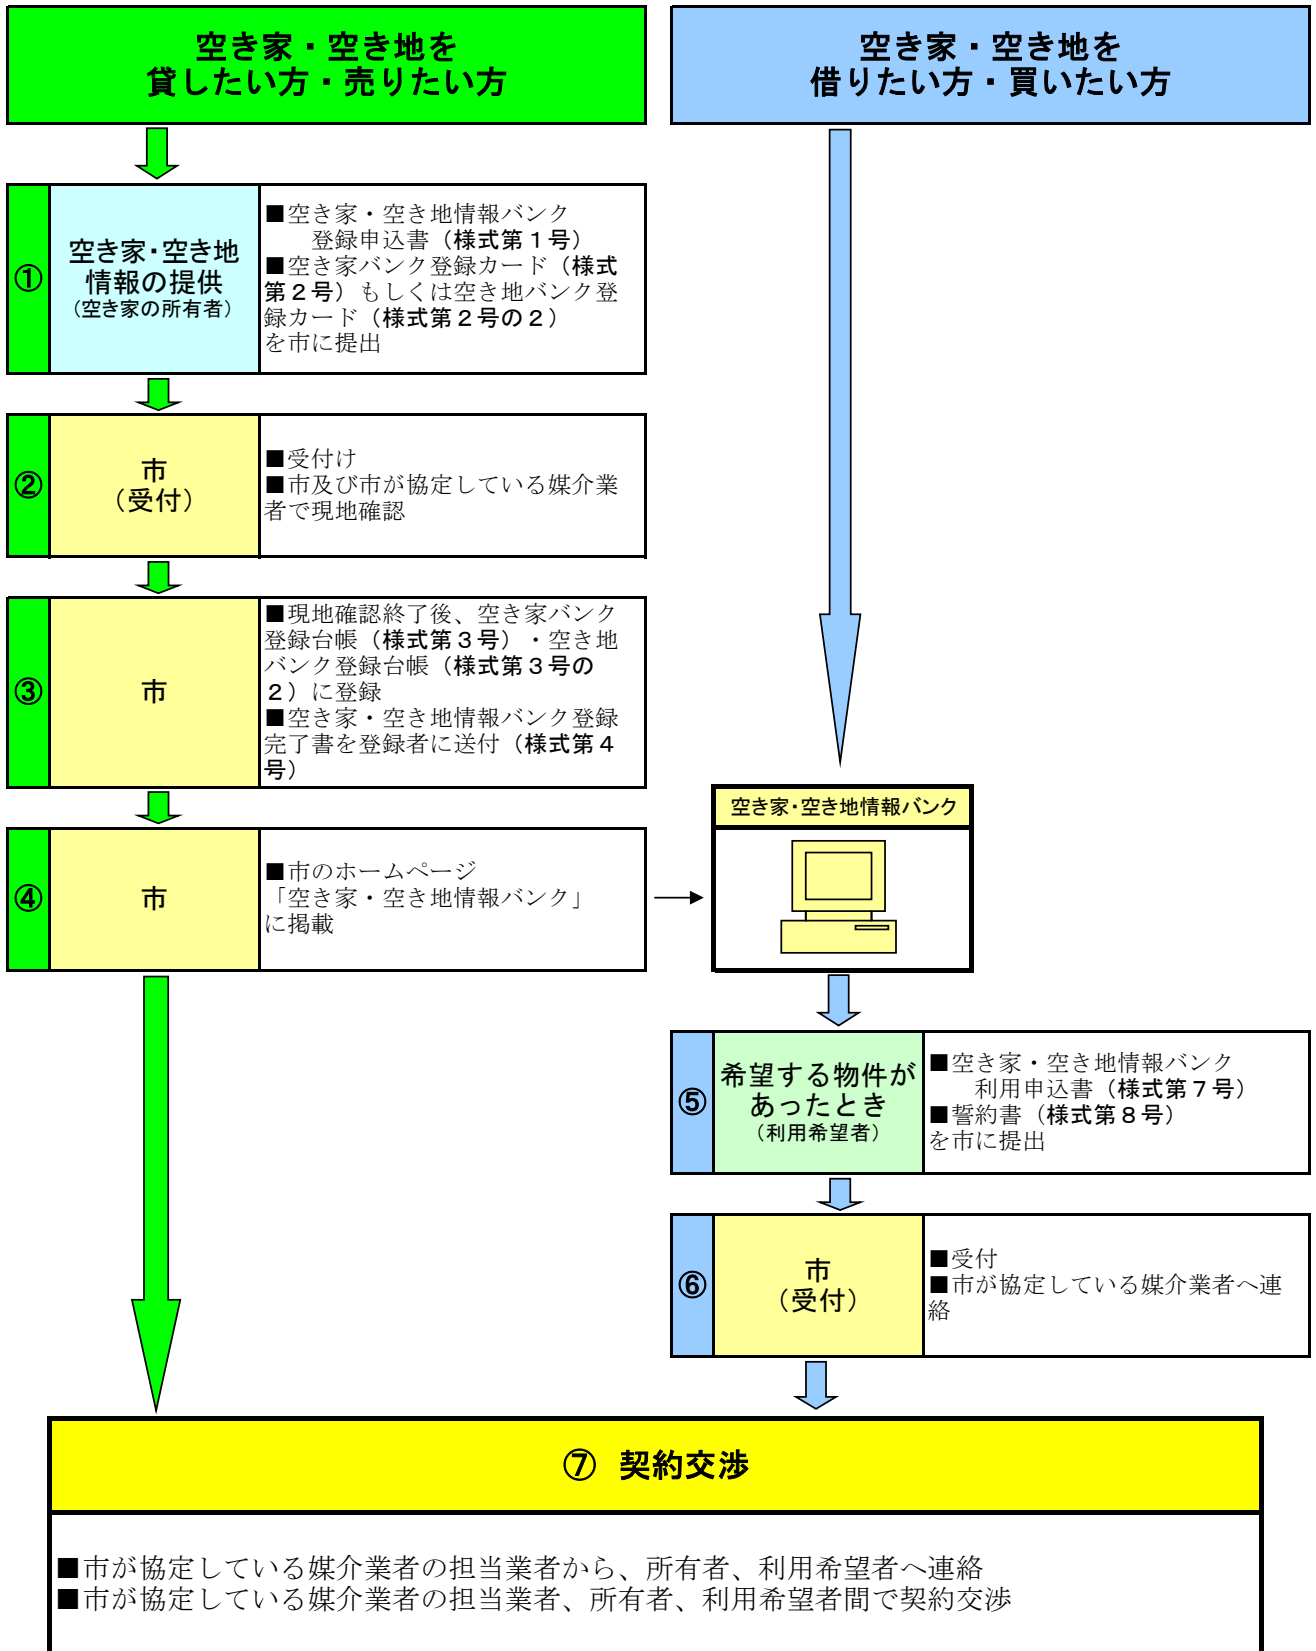 空き家・空き地を
貸したい方・売りたい方
空き家・空き地を
借りたい方・買いたい方
①
空き家・空き地
情報の提供
(空き家の所有者)
■空き家・空き地情報バンク
登録申込書(様式第1号)
■空き家バンク登録カード(様式
第2号)もしくは空き地バンク登
録カード(様式第2号の2)
を市に提出
②
市
(受付)
■受付け
■市及び市が協定している媒介業
者で現地確認
③
市
■現地確認終了後、空き家バンク
登録台帳(様式第3号)・空き地
バンク登録台帳(様式第3号の
2)に登録
■空き家・空き地情報バンク登録
完了書を登録者に送付(様式第4
号)
④
市
■市のホームページ
「空き家・空き地情報バンク」
に掲載
空き家・空き地情報バンク
⑤
希望する物件が
あったとき
(利用希望者)
■空き家・空き地情報バンク
利用申込書(様式第7号)
■誓約書(様式第8号)
を市に提出
⑥
市
(受付)
■受付
■市が協定している媒介業者へ連
絡
⑦ 契約交渉
■市が協定している媒介業者の担当業者から、所有者、利用希望者へ連絡
■市が協定している媒介業者の担当業者、所有者、利用希望者間で契約交渉